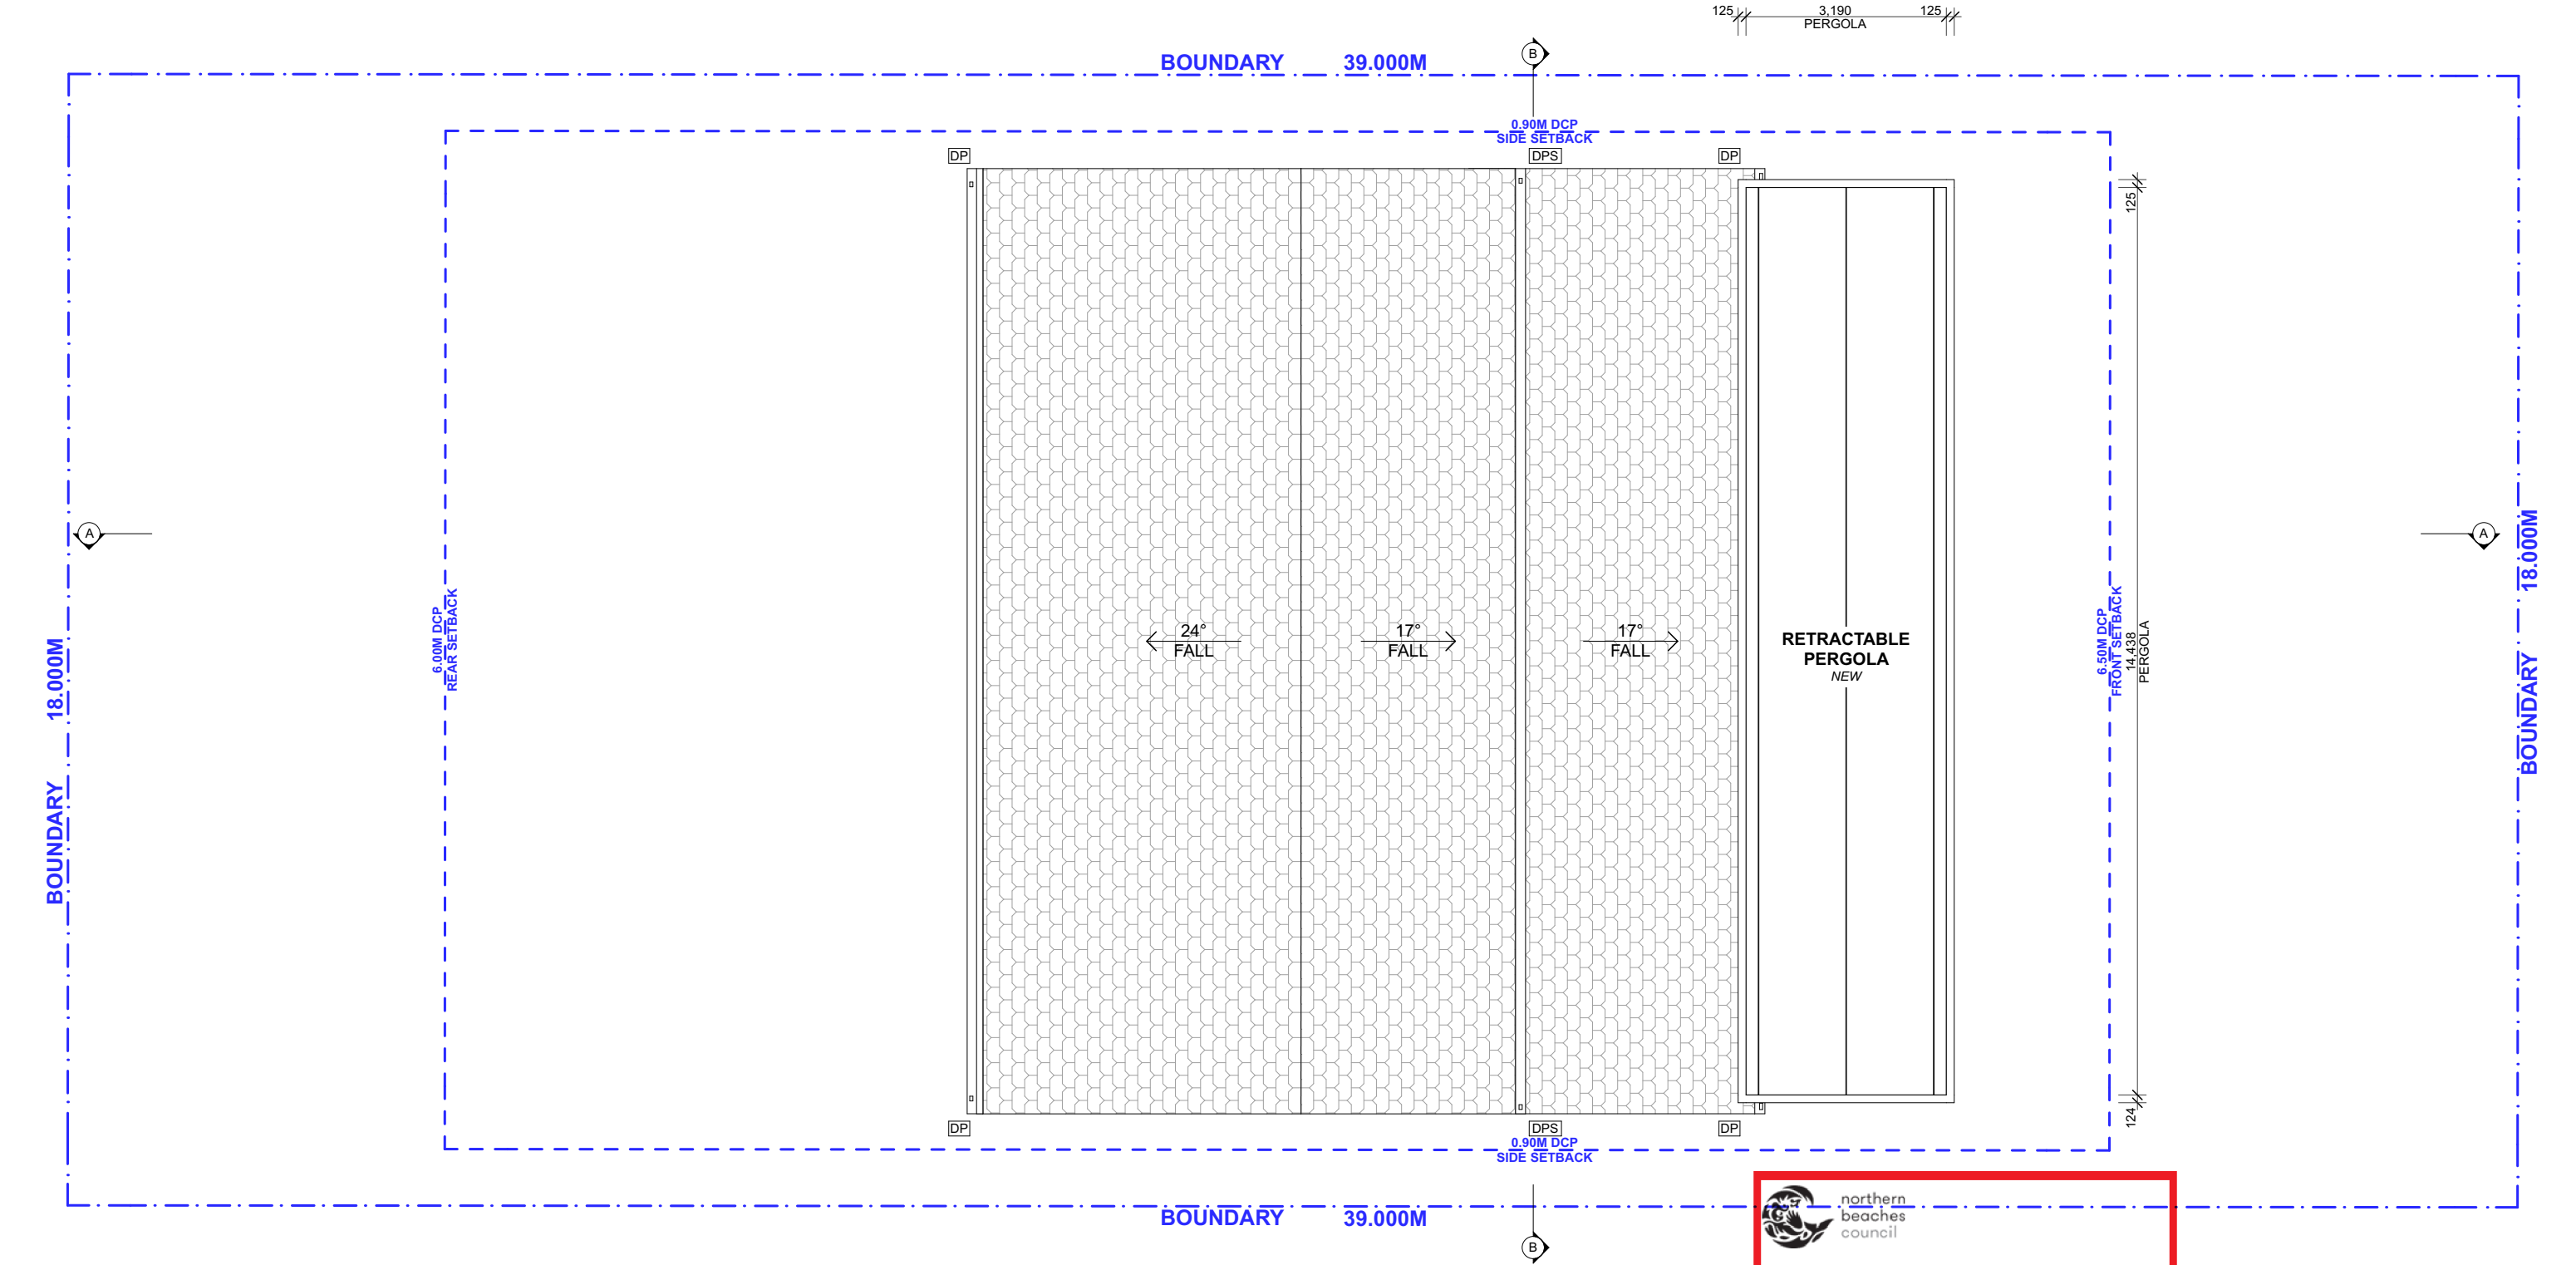 125 3,190 125
PERGOLA
B
BOUNDARY 39.000M
0.90M DCP
SIDE SETBACK
DP DPS DP
125
A A
BOUNDARY 18.000M
6.00M DCP
REAR SETBACK
24°
FALL
17°
FALL
17°
FALL
RETRACTABLE
PERGOLA
NEW
6.50M DCP
FRONT SETBACK
14,438
PERGOLA
BOUNDARY 18.000M
124
DP DPS DP
0.90M DCP
SIDE SETBACK
BOUNDARY 39.000M
B
northern
beaches
council